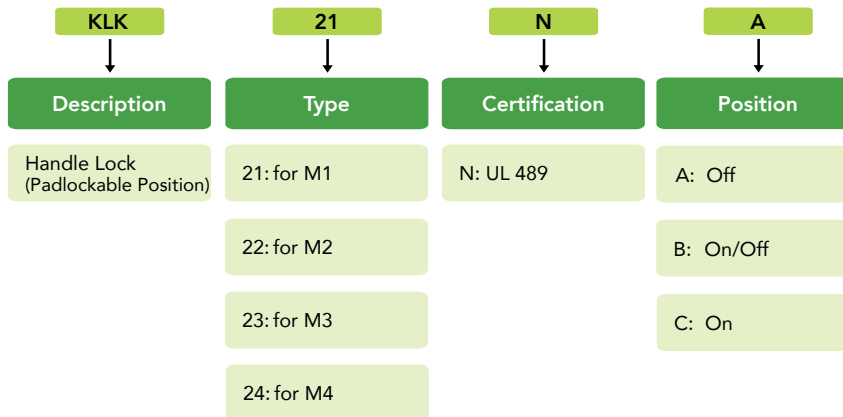 KLK
21
N
A
Description
Type
Certification
Position
Handle Lock
(Padlockable Position)
21: for M1
N: UL 489
A: Off
22: for M2
B: On/Off
23: for M3
C: On
24: for M4